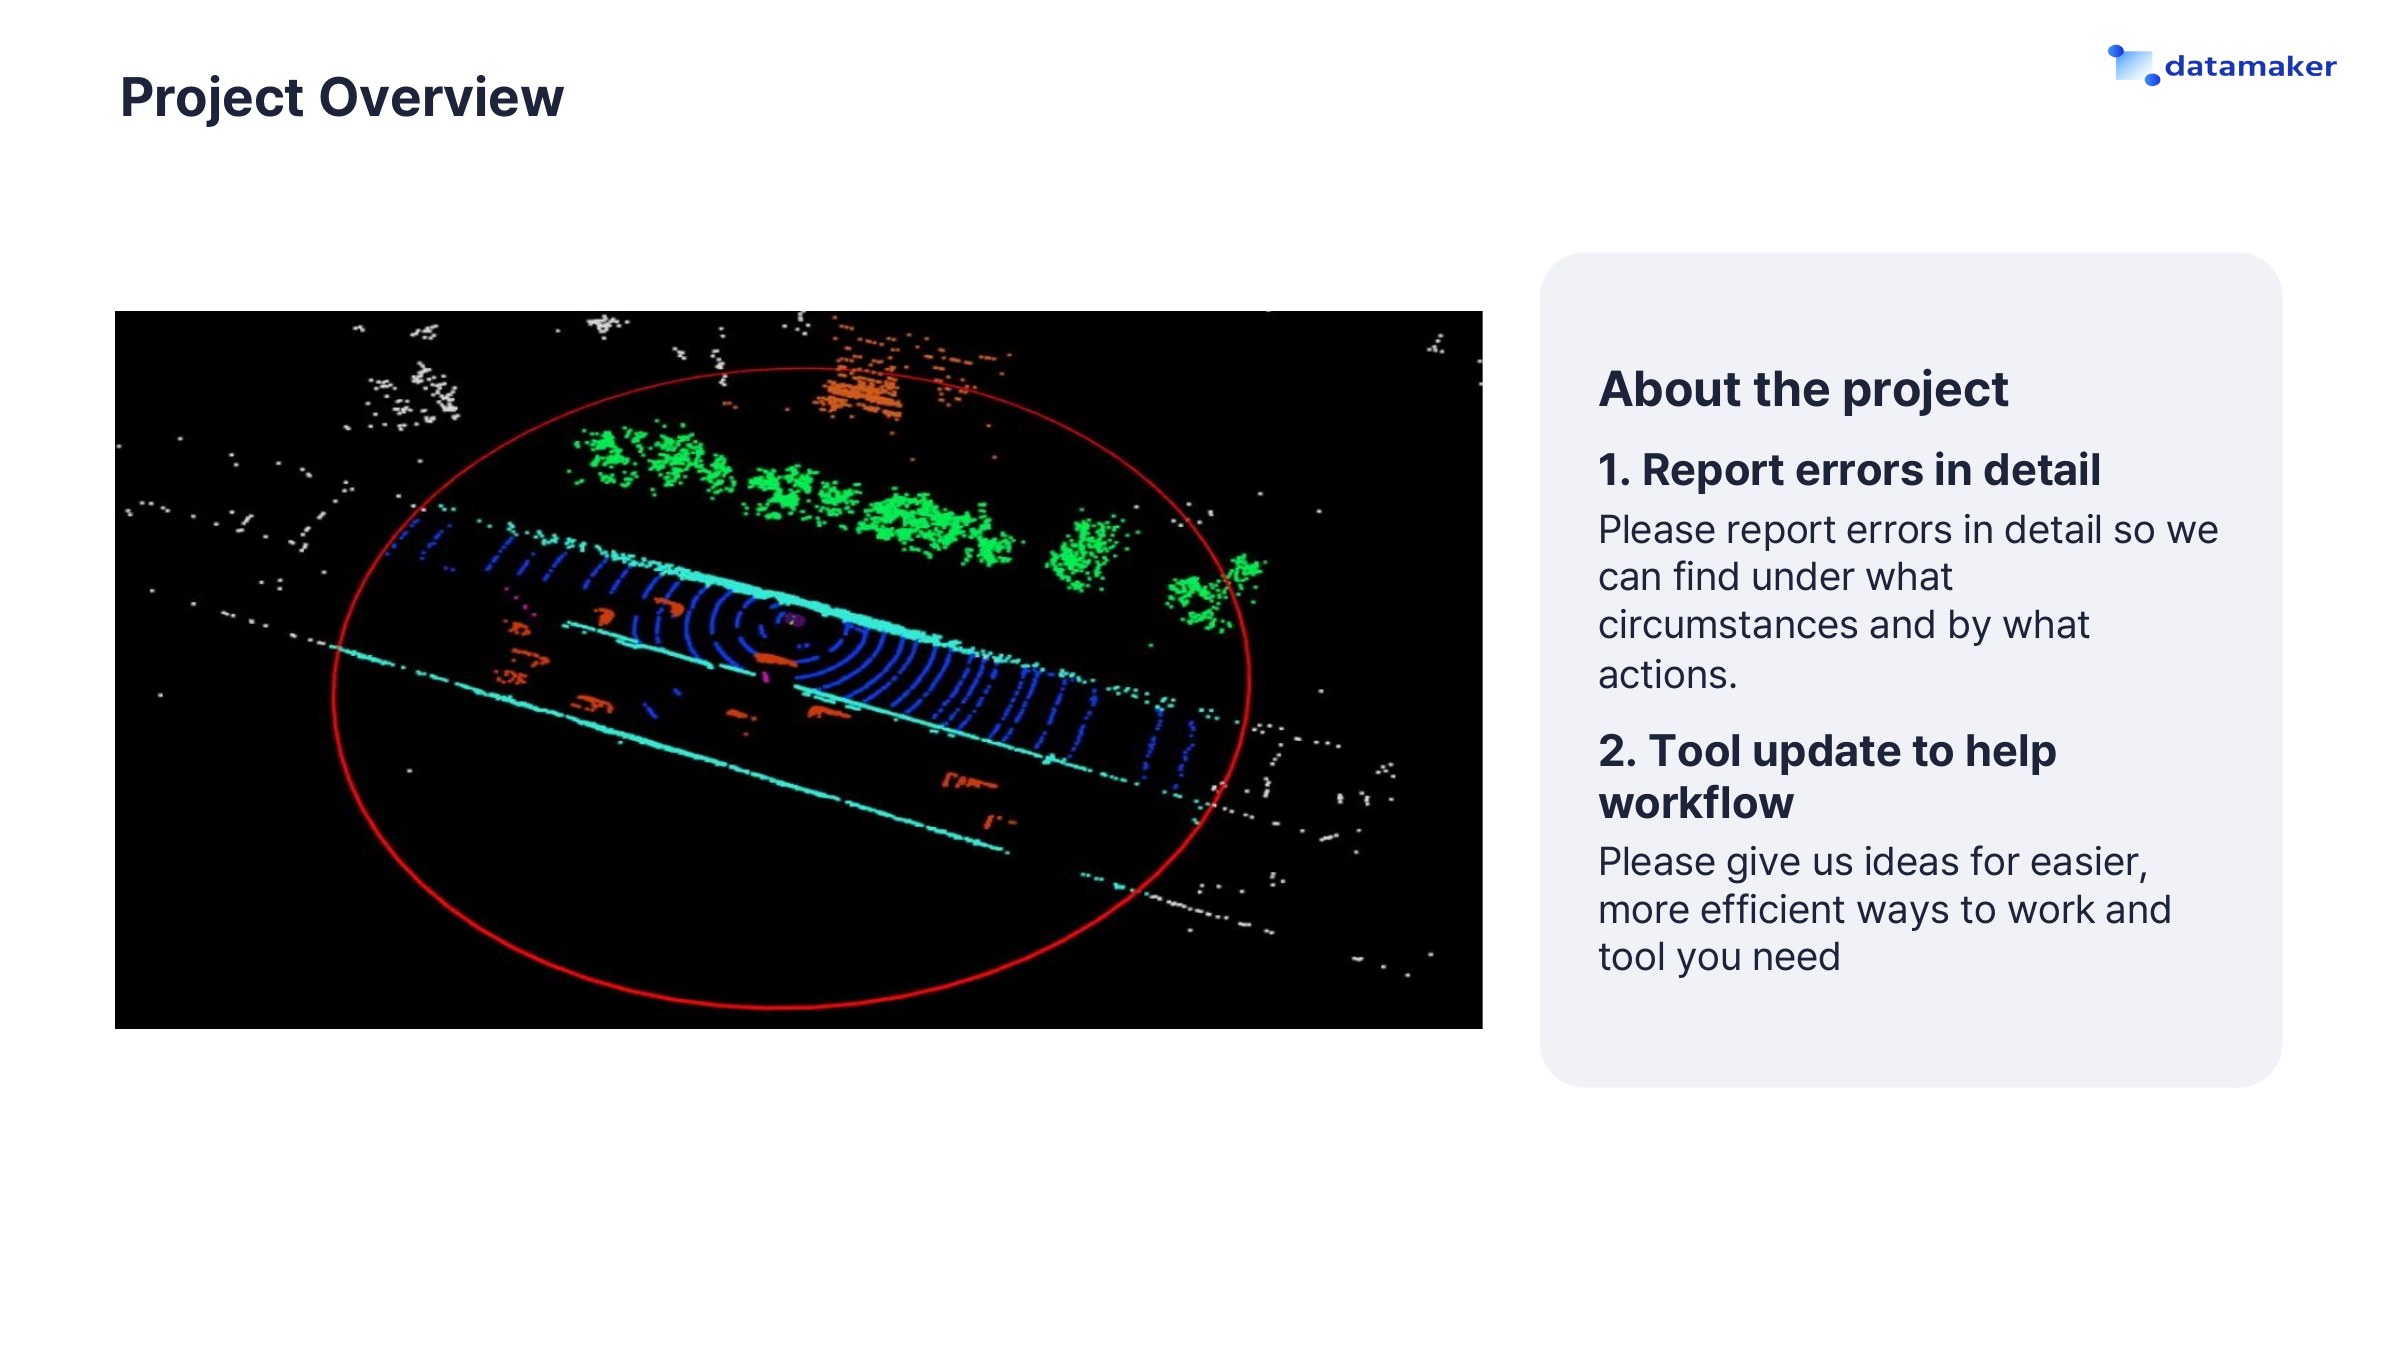 Project Overview
datamaker
About the project
1. Report errors in detail
Please report errors in detail so we
can find under what
circumstances and by what
actions.
2. Tool update to help
workflow
Please give us ideas for easier,
more efficient ways to work and
tool you need